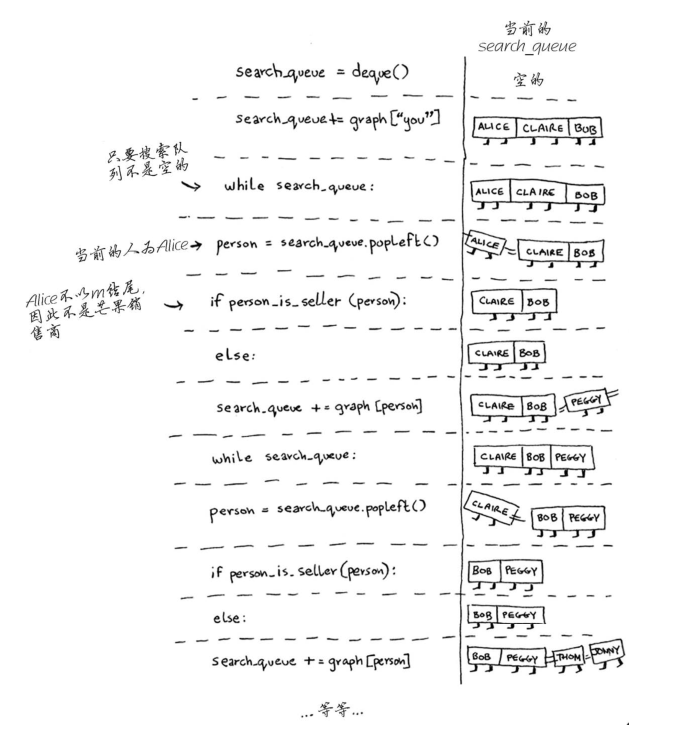 当前的
search_queue
search_queue = deque()
空的
search_queue += graph["you"]
ALICE CLAIRE BOB
只要搜索队
列不是空的
while search_queue:
ALICE CLAIRE BOB
当前的人为Alice
person = search_queue.popleft()
ALICE CLAIRE BOB
Alice不以m结尾,
因此不是芒果销
售商
if person_is_seller (person):
CLAIRE BOB
else:
CLAIRE BOB
search_queue += graph [person]
CLAIRE BOB PEGGY
while search_queue:
CLAIRE BOB PEGGY
person = search_queue.popleft()
CLAIRE BOB PEGGY
if person_is_seller (person):
BOB PEGGY
else:
BOB PEGGY
search_queue += graph [person]
BOB PEGGY THOM JONNY
...等等...